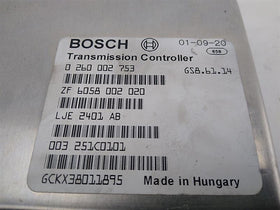 BOSCH 01-09-20
Transmission Controller
0 260 002 753 GS8.61.14
ZF 6058 002 020
LJE 2401 AB
003 251C0101
GCKX38011895 Made in Hungary